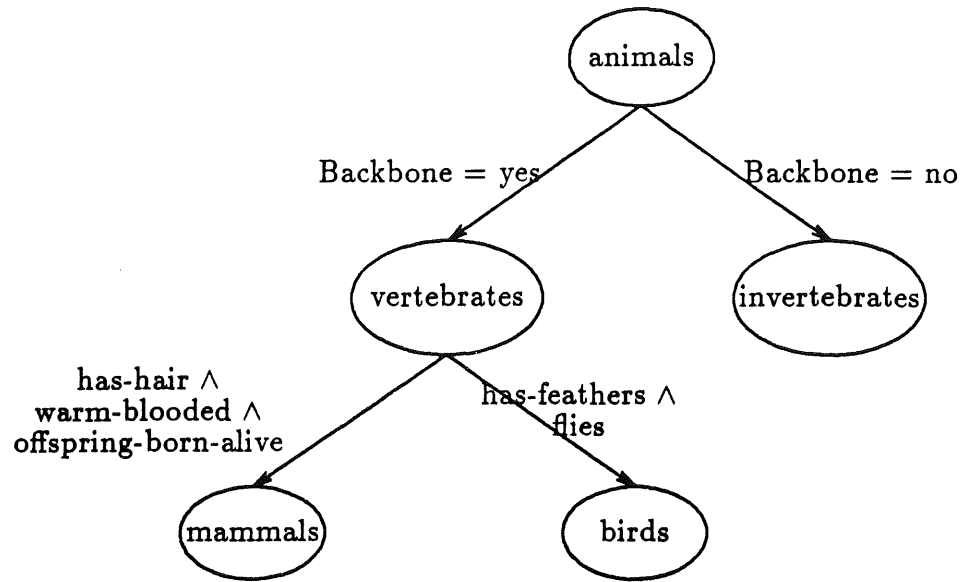 animals
Backbone = yes
Backbone = no
vertebrates
invertebrates
has-hair ∧
warm-blooded ∧
offspring-born-alive
has-feathers ∧
flies
mammals
birds